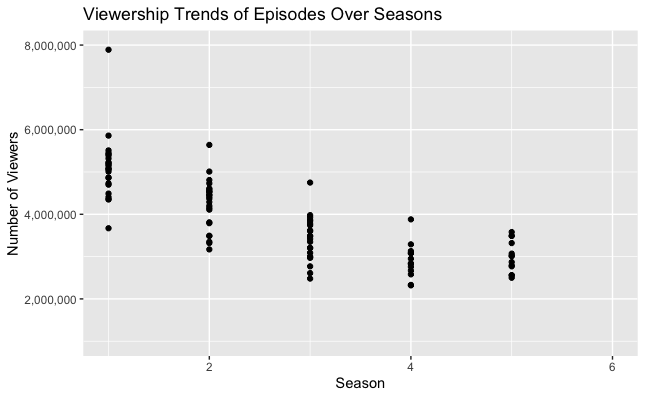 Viewership Trends of Episodes Over Seasons
8,000,000
6,000,000
4,000,000
2,000,000
Number of Viewers
2
4
6
Season